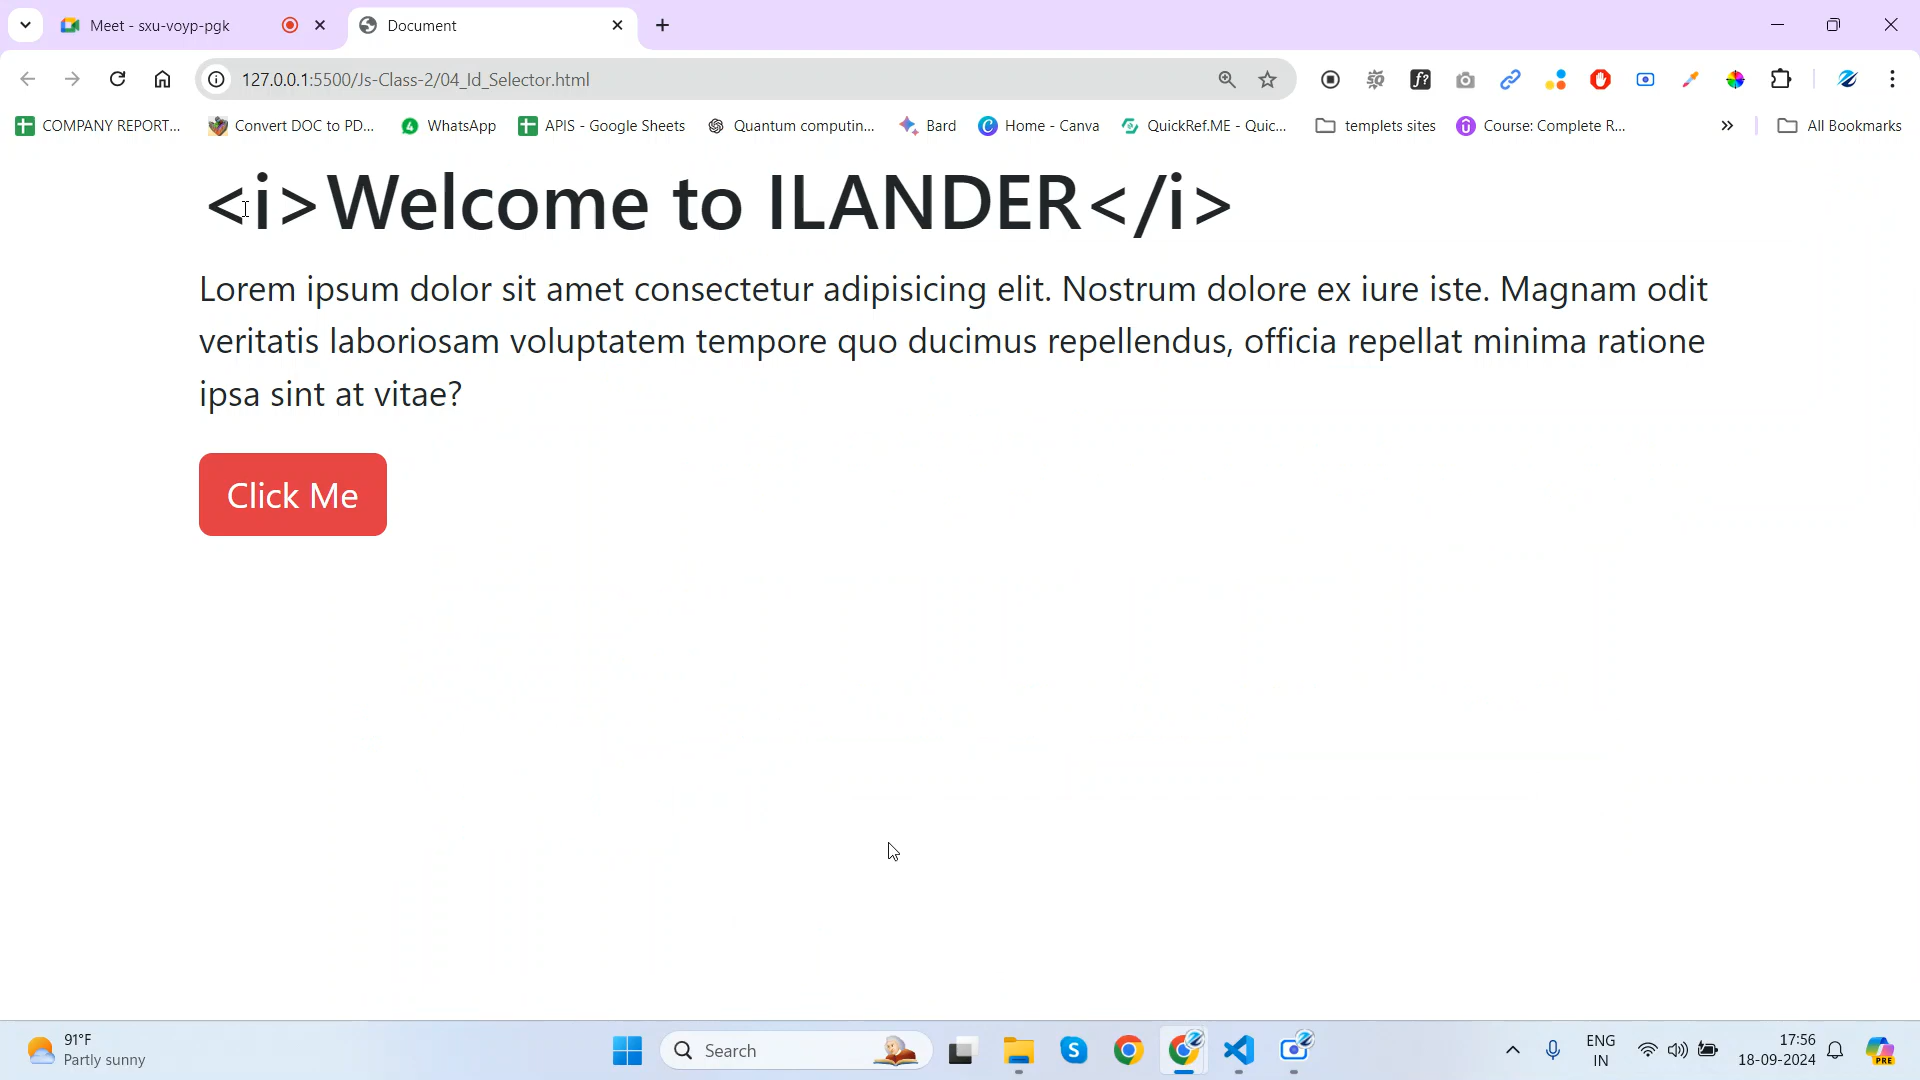 Meet - sxu-voyp-pgk
Document
127.0.0.1:5500/Js-Class-2/04_Id_Selector.html
COMPANY REPORT...
Convert DOC to PD...
WhatsApp
APIS - Google Sheets
Quantum computin...
Bard
Home - Canva
QuickRef.ME - Quic...
templets sites
Course: Complete R...
All Bookmarks
<i>Welcome to ILANDER</i>
Lorem ipsum dolor sit amet consectetur adipisicing elit. Nostrum dolore ex iure iste. Magnam odit
veritatis laboriosam voluptatem tempore quo ducimus repellendus, officia repellat minima ratione
ipsa sint at vitae?
Click Me
91°F
Partly sunny
Search
ENG
IN
17:56
18-09-2024
PRE